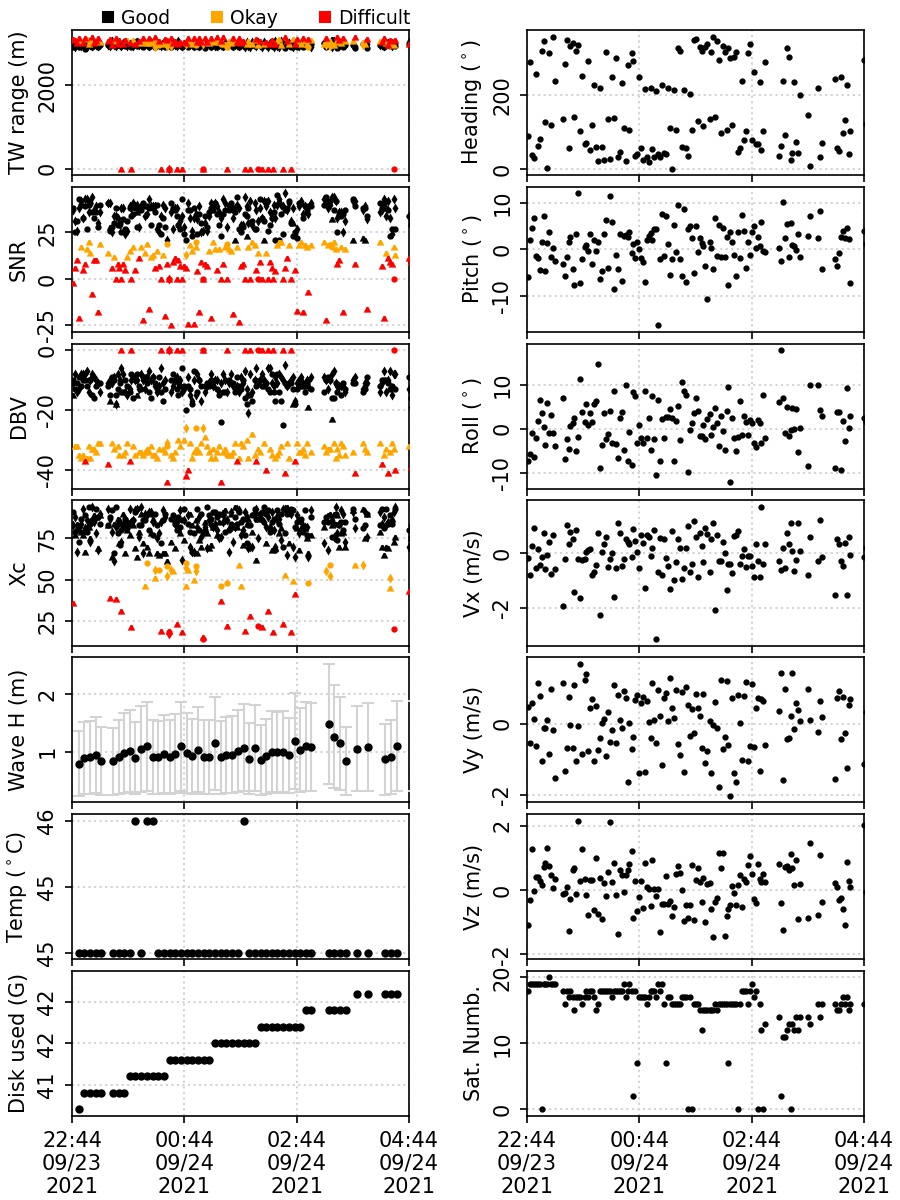 Good Okay Difficult
TW range (m)
2000
0
SNR
25
0
-25
DBV
0
-20
-40
Xc
75
50
25
Wave H (m)
2
1
Temp (°C)
46
45
45
Disk used (G)
42
42
41
22:44 00:44 02:44 04:44
09/23 09/24 09/24 09/24
2021 2021 2021 2021
Heading (°)
200
0
Pitch (°)
10
0
-10
Roll (°)
10
0
-10
Vx (m/s)
0
-2
Vy (m/s)
0
-2
Vz (m/s)
2
0
-2
Sat. Numb.
20
10
0
22:44 00:44 02:44 04:44
09/23 09/24 09/24 09/24
2021 2021 2021 2021